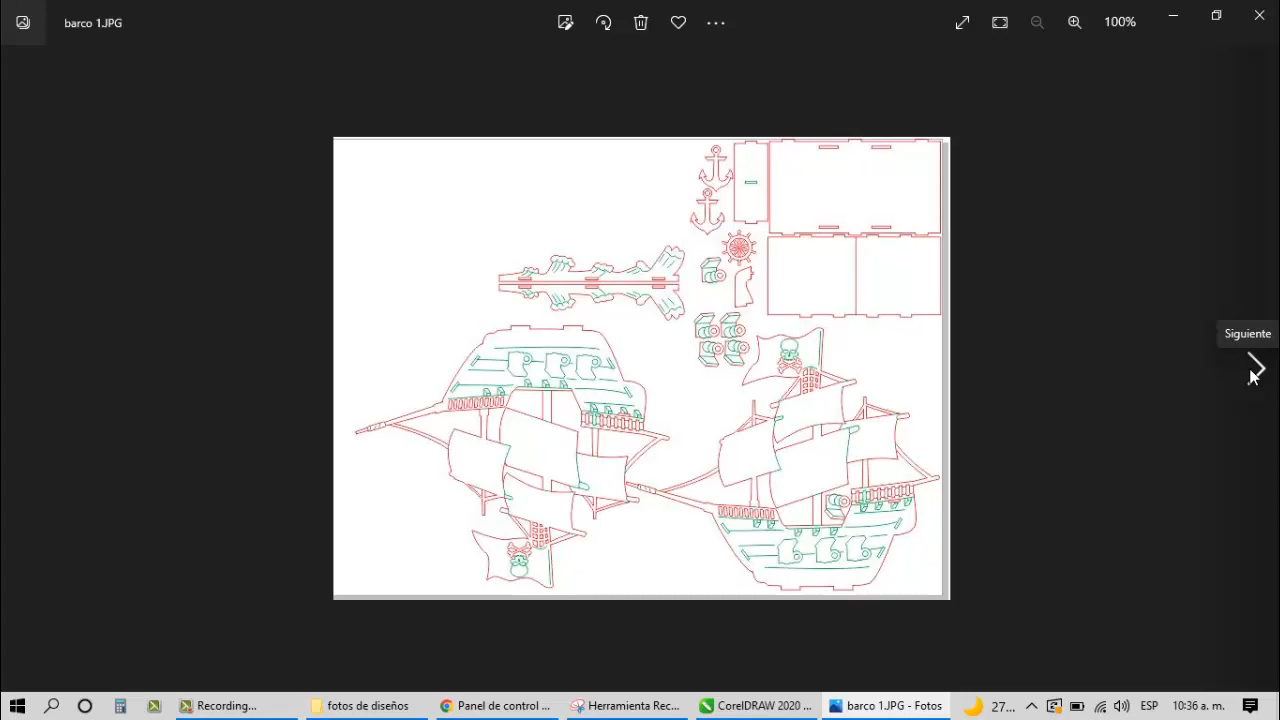 barco 1.JPG
100%
Siguiente
Recording...
fotos de diseños
Panel de control ...
Herramienta Rec...
CorelDRAW 2020 ...
barco 1.JPG - Fotos
27...
ESP
10:36 a. m.